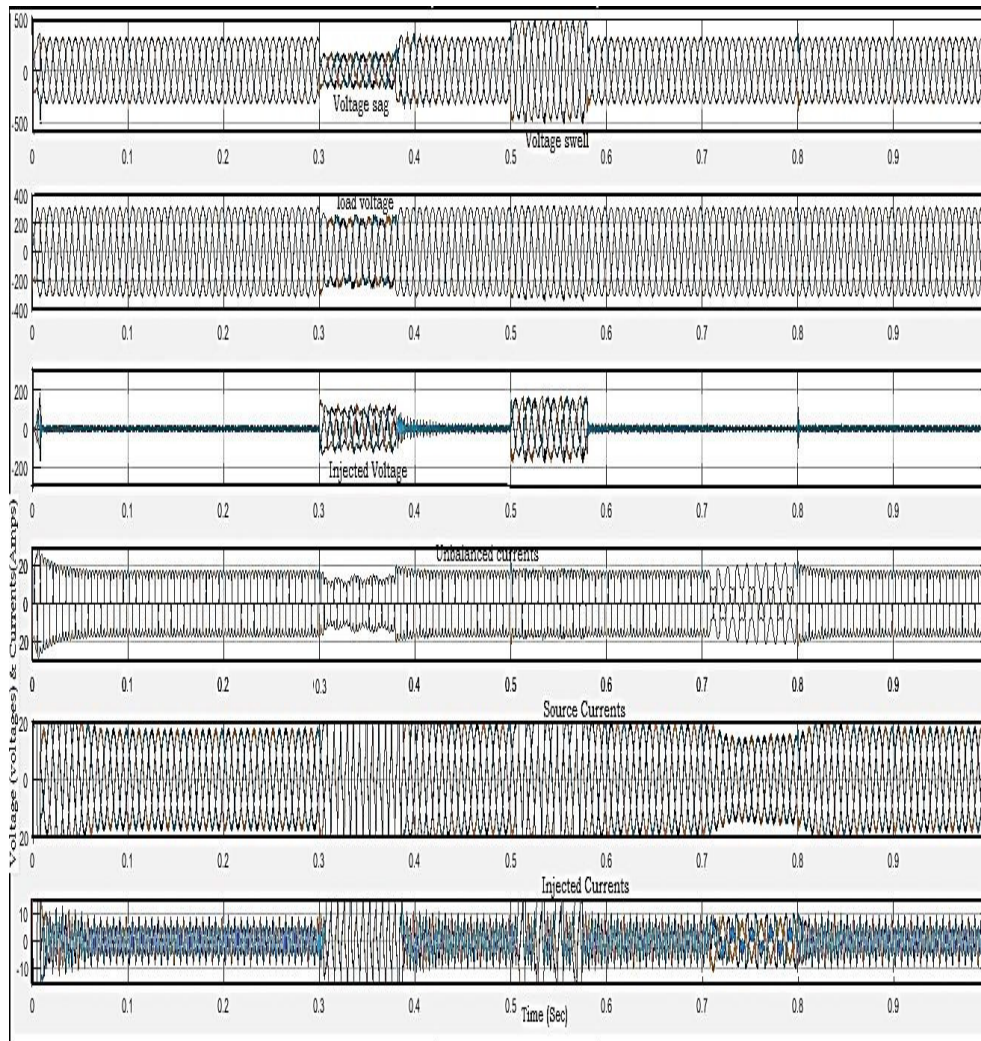 500
0
-500
Voltage sag
Voltage swell
0 0.1 0.2 0.3 0.4 0.5 0.6 0.7 0.8 0.9
load voltage
400
200
0
-200
-400
0 0.1 0.2 0.3 0.4 0.5 0.6 0.7 0.8 0.9
200
0
-200
Injected Voltage
0 0.1 0.2 0.3 0.4 0.5 0.6 0.7 0.8 0.9
Unbalanced currents
20
0
20
0 0.1 0.2 0.3 0.4 0.5 0.6 0.7 0.8 0.9
Source Currents
20
0
20
0 0.1 0.2 0.3 0.4 0.5 0.6 0.7 0.8 0.9
Injected Currents
10
0
-10
0 0.1 0.2 0.3 0.4 0.5 0.6 0.7 0.8 0.9
Time (Sec)
Voltage (voltages) & Currents(Amps)